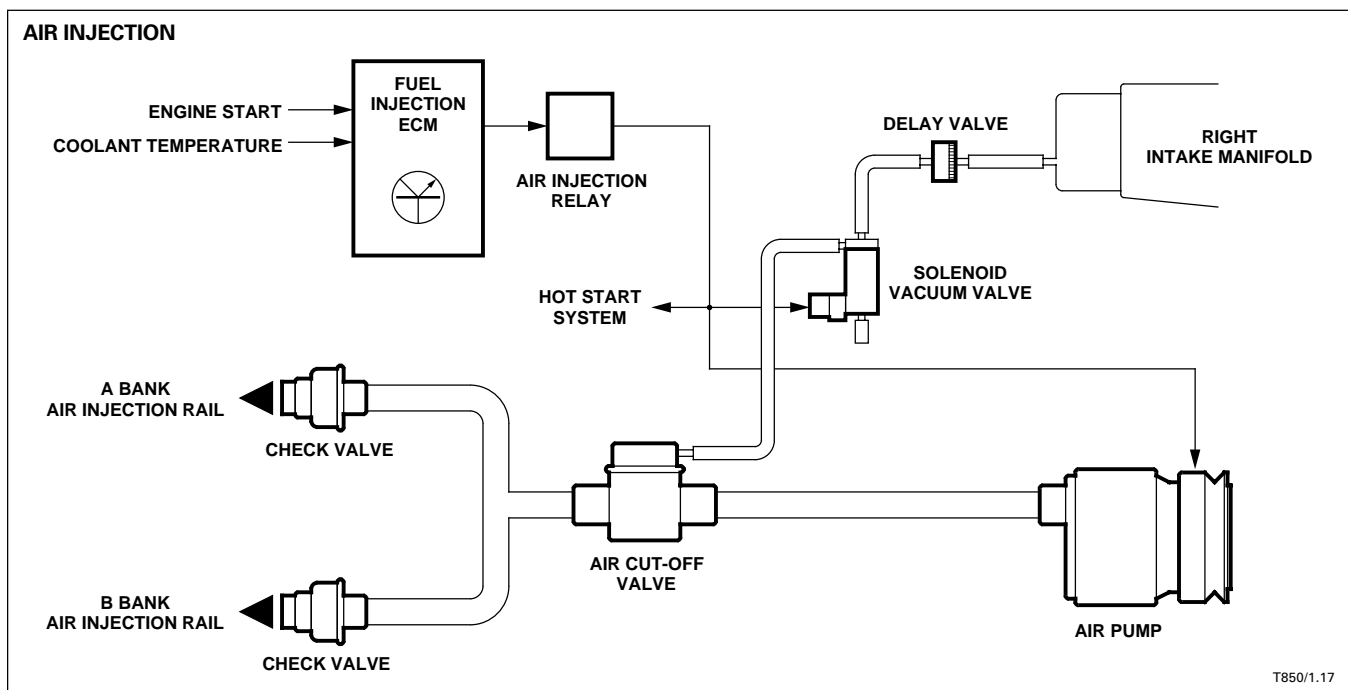 AIR INJECTION
FUEL
INJECTION
ECM
ENGINE START
COOLANT TEMPERATURE
AIR INJECTION
RELAY
DELAY VALVE
RIGHT
INTAKE MANIFOLD
SOLENOID
VACUUM VALVE
HOT START
SYSTEM
A BANK
AIR INJECTION RAIL
CHECK VALVE
AIR CUT-OFF
VALVE
B BANK
AIR INJECTION RAIL
CHECK VALVE
AIR PUMP
T850/1.17